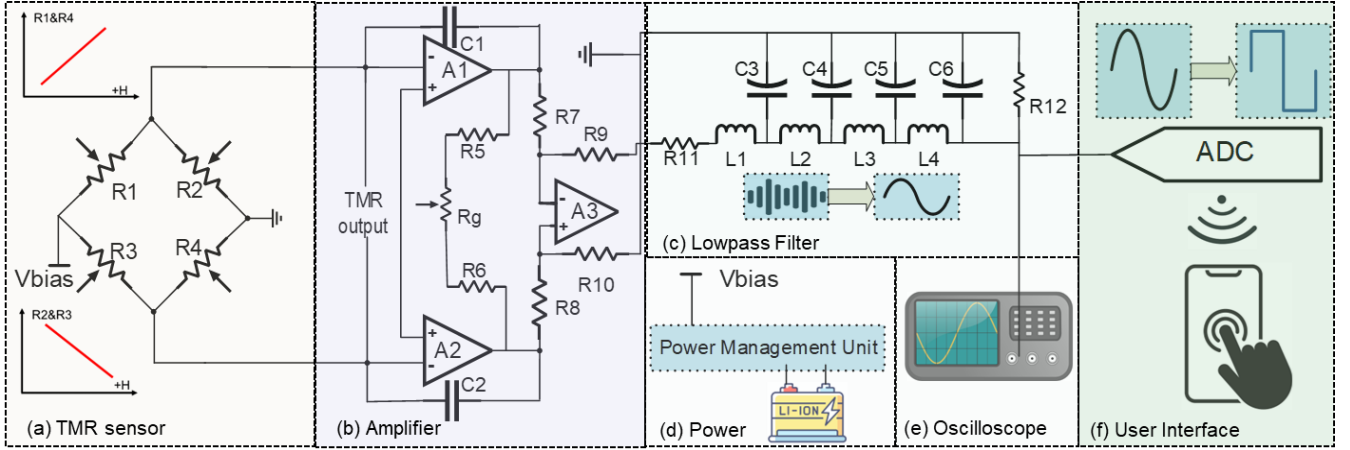 R1&R4
+H
R1
R2
R3
R4
Vbias
R2&R3
+H
(a) TMR sensor
C1
-
A1
+
R5
R7
R9
TMR
output
Rg
-
A3
+
R6
R10
R8
+
A2
-
C2
(b) Amplifier
C3
C4
C5
C6
R12
R11
L1
L2
L3
L4
(c) Lowpass Filter
Vbias
Power Management Unit
LI-ION
(d) Power
(e) Oscilloscope
ADC
(f) User Interface